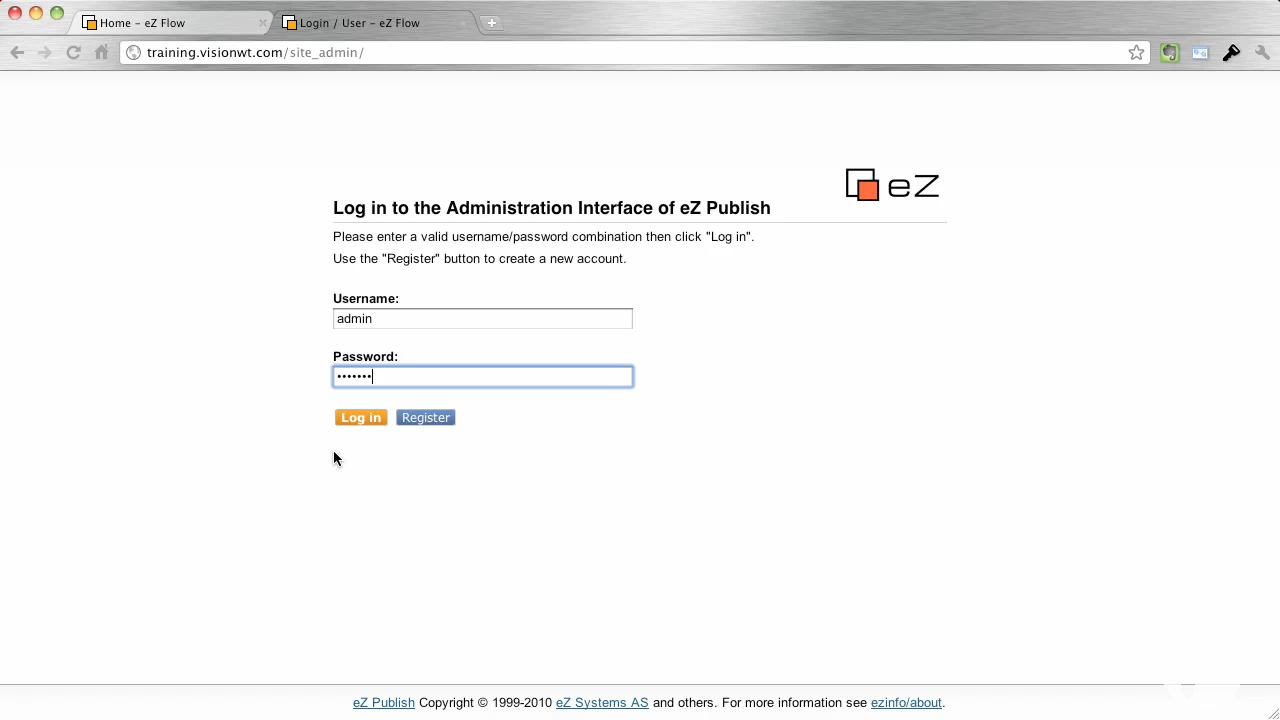 Home – eZ Flow
Login / User – eZ Flow
training.visionwt.com/site_admin/
eZ
Log in to the Administration Interface of eZ Publish
Please enter a valid username/password combination then click "Log in".
Use the "Register" button to create a new account.
Username:
admin
Password:
•••••••
Log in Register
eZ Publish Copyright © 1999-2010 eZ Systems AS and others. For more information see ezinfo/about.